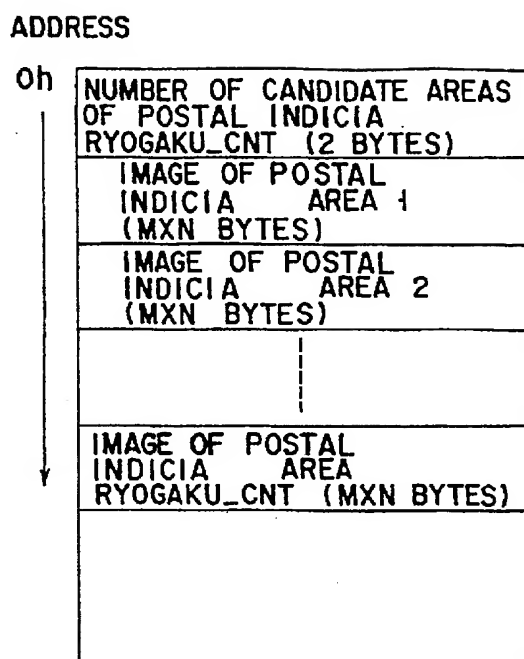 ADDRESS
Oh
NUMBER OF CANDIDATE AREAS
OF POSTAL INDICIA
RYOGAKU_CNT (2 BYTES)
IMAGE OF POSTAL
INDICIA AREA 1
(MXN BYTES)
IMAGE OF POSTAL
INDICIA AREA 2
(MXN BYTES)
IMAGE OF POSTAL
INDICIA AREA
RYOGAKU_CNT (MXN BYTES)